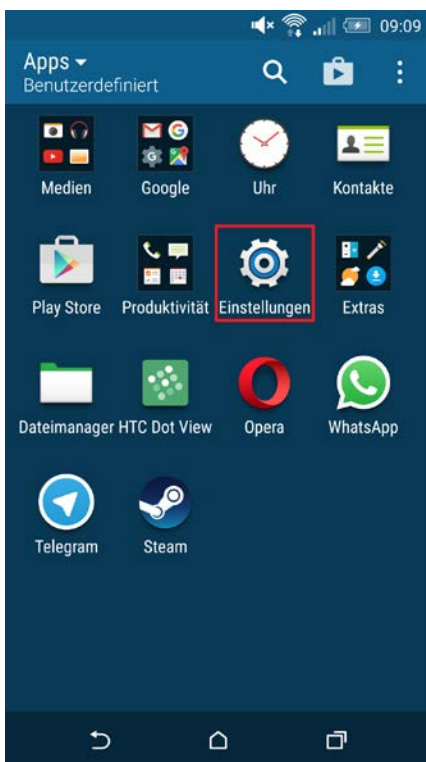 09:09
Apps
Benutzerdefiniert
Medien Google Uhr Kontakte
Play Store Produktivität Einstellungen Extras
Dateimanager HTC Dot View Opera WhatsApp
Telegram Steam